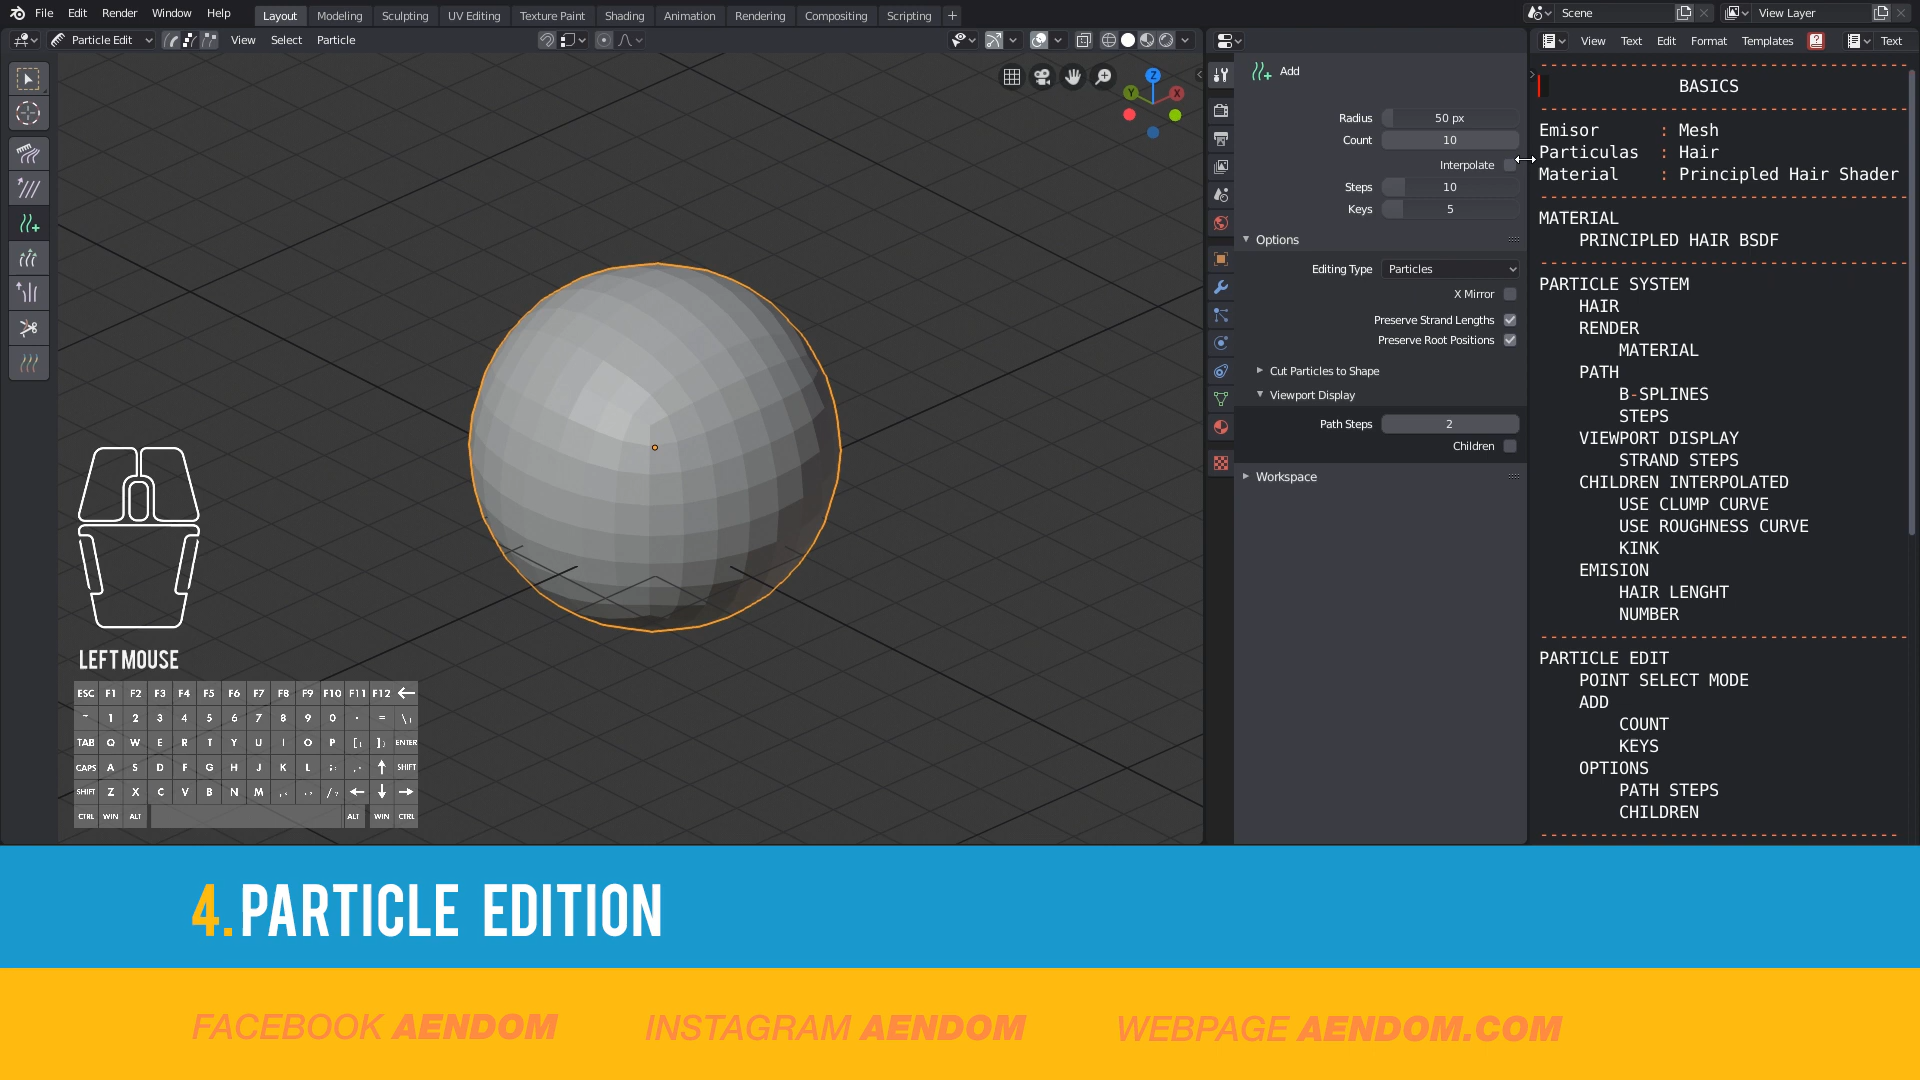 File Edit Render Window Help Layout Modeling Sculpting UV Editing Texture Paint Shading Animation Rendering Compositing Scripting + Scene View Layer
Particle Edit View Select Particle View Text Edit Format Templates Text
Z
Y X
Add
Radius 50 px
Count 10
Interpolate
Steps 10
Keys 5
Options
Editing Type Particles
X Mirror
Preserve Strand Lengths
Preserve Root Positions
Cut Particles to Shape
Viewport Display
Path Steps 2
Children
Workspace
-------------------------------------
BASICS
-------------------------------------
Emisor : Mesh
Particulas : Hair
Material : Principled Hair Shader
-------------------------------------
MATERIAL
PRINCIPLED HAIR BSDF
-------------------------------------
PARTICLE SYSTEM
HAIR
RENDER
MATERIAL
PATH
B-SPLINES
STEPS
VIEWPORT DISPLAY
STRAND STEPS
CHILDREN INTERPOLATED
USE CLUMP CURVE
USE ROUGHNESS CURVE
KINK
EMISION
HAIR LENGHT
NUMBER
-------------------------------------
PARTICLE EDIT
POINT SELECT MODE
ADD
COUNT
KEYS
OPTIONS
PATH STEPS
CHILDREN
------------------------------------
LEFT MOUSE
ESC F1 F2 F3 F4 F5 F6 F7 F8 F9 F10 F11 F12 ←
~ 1 2 3 4 5 6 7 8 9 0 - = \|
TAB Q W E R T Y U I O P [{ ]} ENTER
CAPS A S D F G H J K L ;: ↑ SHIFT
SHIFT Z X C V B N M ,< .> /? ← ↓ →
CTRL WIN ALT ALT WIN CTRL
4. PARTICLE EDITION
FACEBOOK AENDOM INSTAGRAM AENDOM WEBPAGE AENDOM.COM